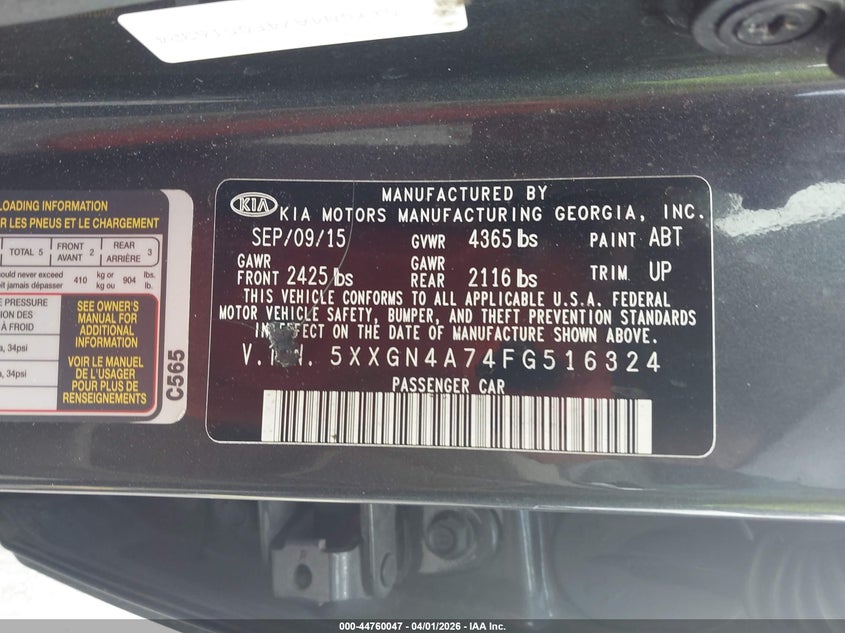 LOADING INFORMATION
R LES PNEUS ET LE CHARGEMENT
TOTAL 5
FRONT AVANT 2
REAR ARRIÈRE 3
ould never exceed
it jamais dépasser
410
kg or
kg ou
904
lbs.
lb.
E PRESSURE
ION DES
À FROID
a, 34psi
a, 34psi
SEE OWNER'S
MANUAL FOR
ADDITIONAL
INFORMATION
VOIR LE MANUEL
DE L'USAGER
POUR PLUS DE
RENSEIGNEMENTS
C565
MANUFACTURED BY
KIA
KIA MOTORS MANUFACTURING GEORGIA, INC.
SEP/09/15 GVWR 4365 lbs PAINT ABT
GAWR FRONT 2425 lbs GAWR REAR 2116 lbs TRIM UP
THIS VEHICLE CONFORMS TO ALL APPLICABLE U.S.A. FEDERAL
MOTOR VEHICLE SAFETY, BUMPER, AND THEFT PREVENTION STANDARDS
IN EFFECT ON THE DATE OF MANUFACTURE SHOWN ABOVE.
V.I.N. 5XXGN4A74FG516324
PASSENGER CAR
000-44760047 - 04/01/2026 - IAA Inc.